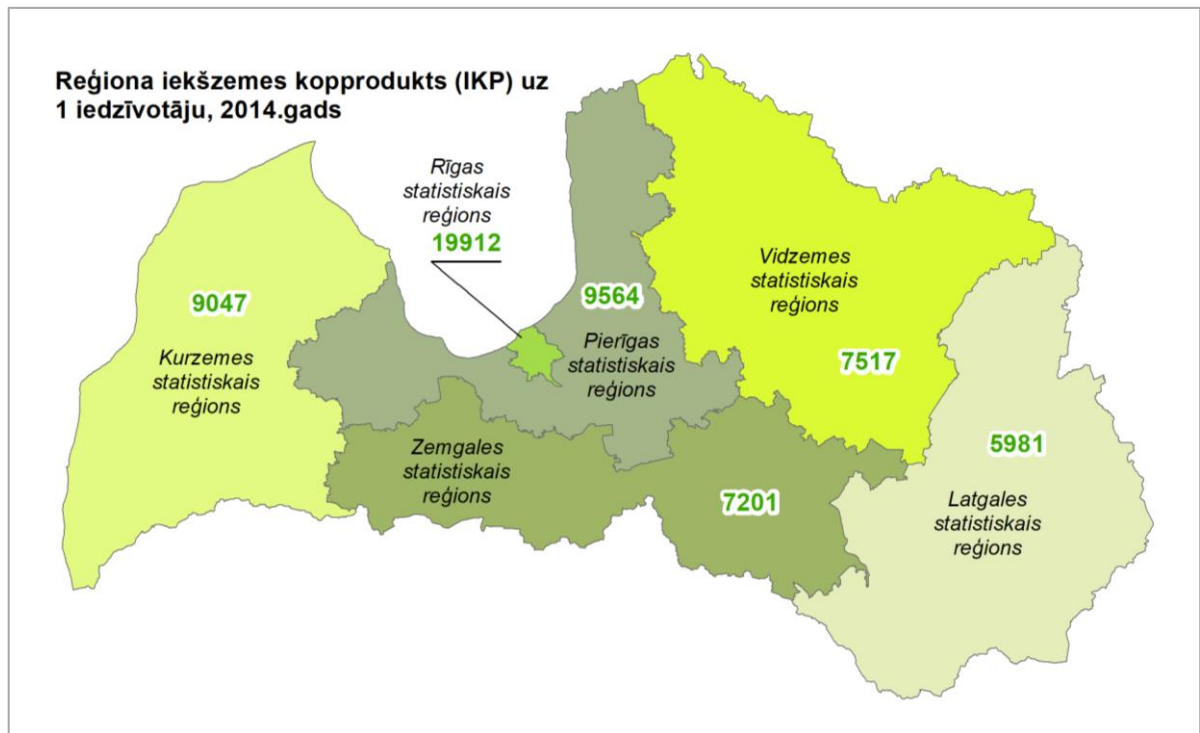 Reģiona iekšzemes kopprodukts (IKP) uz
1 iedzīvotāju, 2014.gads
Rīgas
statistiskais
reģions
19912
9047
Kurzemes
statistiskais
reģions
9564
Pierīgas
statistiskais
reģions
Vidzemes
statistiskais
reģions
7517
Zemgales
statistiskais
reģions
7201
5981
Latgales
statistiskais
reģions